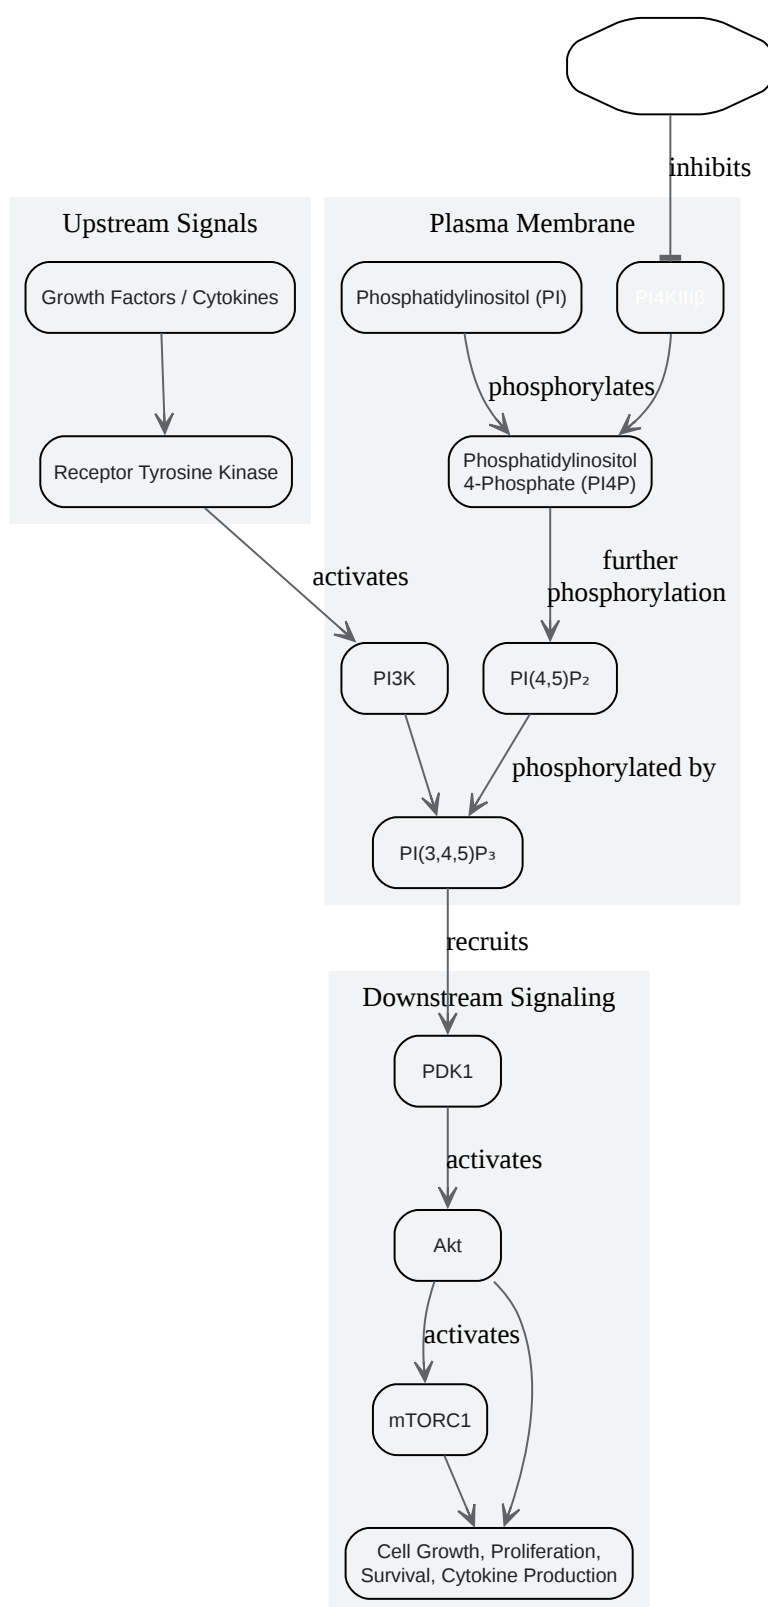 inhibits
Upstream Signals
Plasma Membrane
Growth Factors / Cytokines
Phosphatidylinositol (PI)
PI4KIIIβ
phosphorylates
Receptor Tyrosine Kinase
Phosphatidylinositol
4-Phosphate (PI4P)
activates
further
phosphorylation
PI3K
PI(4,5)P₂
phosphorylated by
PI(3,4,5)P₃
recruits
Downstream Signaling
PDK1
activates
Akt
activates
mTORC1
Cell Growth, Proliferation,
Survival, Cytokine Production